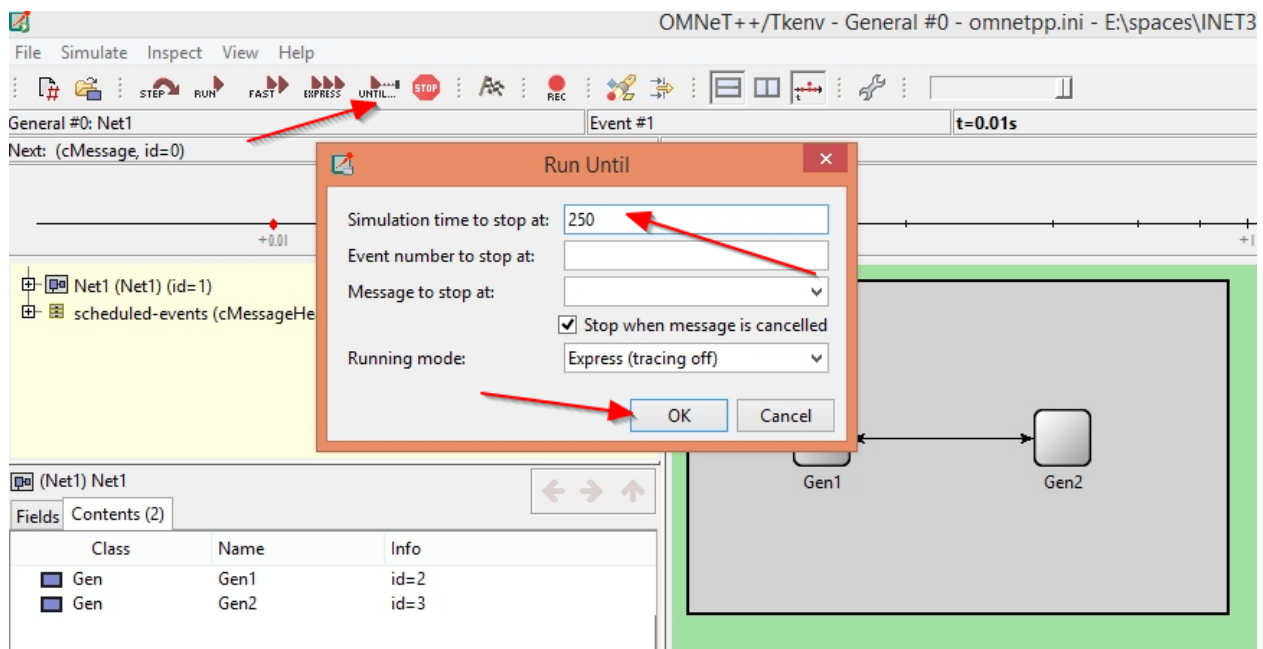 OMNeT++/Tkenv - General #0 - omnetpp.ini - E:\spaces\INET3
File Simulate Inspect View Help
STEP RUN FAST EXPRESS UNTIL... STOP REC
General #0: Net1 Event #1 t=0.01s
Next: (cMessage, id=0)
Run Until
Simulation time to stop at: 250
Event number to stop at:
Message to stop at:
Stop when message is cancelled
Running mode: Express (tracing off)
OK Cancel
+0.01 +1
Net1 (Net1) (id=1)
scheduled-events (cMessageHe
(Net1) Net1
Fields Contents (2)
Class Name Info
Gen Gen1 id=2
Gen Gen2 id=3
Gen1 Gen2